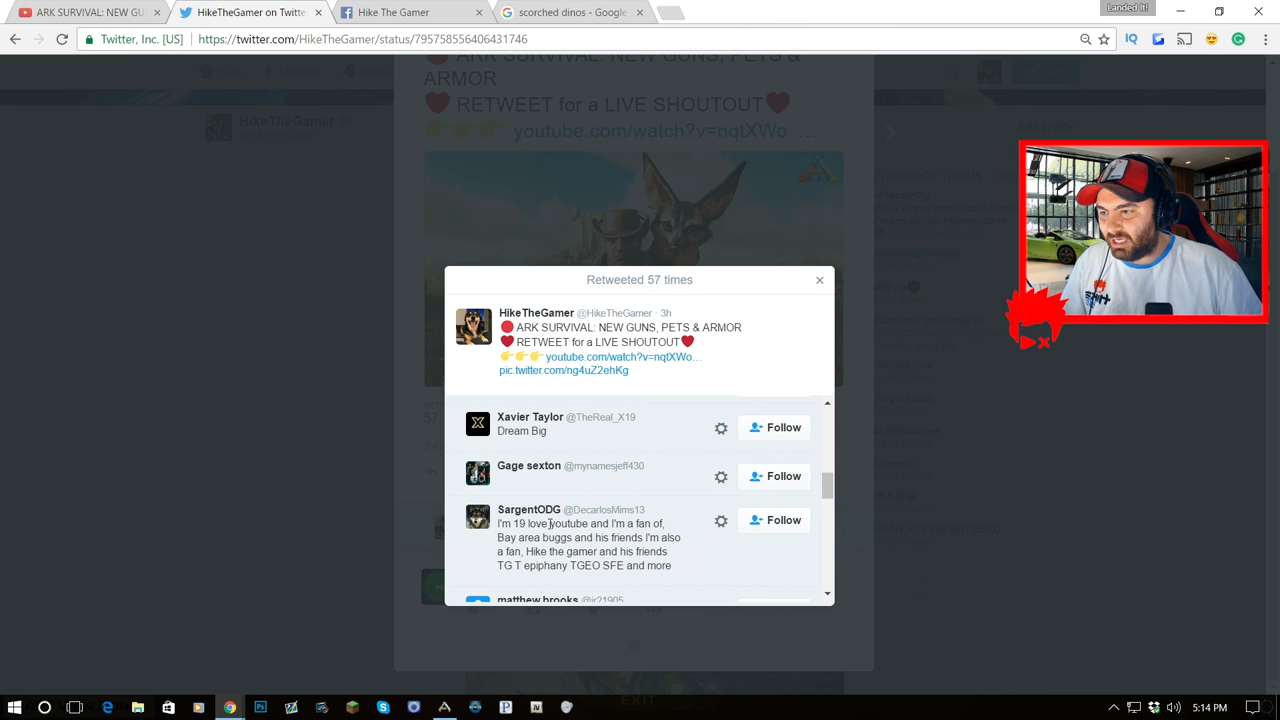 ARK SURVIVAL: NEW GUN
HikeTheGamer on Twitte
Hike The Gamer
scorched dinos - Google
Landed It!
Twitter, Inc. [US]
https://twitter.com/HikeTheGamer/status/795758556406431746
ARK SURVIVAL: NEW GUNS, PETS &
ARMOR
RETWEET for a LIVE SHOUTOUT
youtube.com/watch?v=nqtXWo ...
HikeTheGamer
Retweeted 57 times
HikeTheGamer @HikeTheGamer · 3h
ARK SURVIVAL: NEW GUNS, PETS & ARMOR
RETWEET for a LIVE SHOUTOUT
youtube.com/watch?v=nqtXWo...
pic.twitter.com/ng4uZ2ehKg
Xavier Taylor @TheReal_X19
Dream Big
Follow
Gage sexton @mynamesjeff430
Follow
SargentODG @DecarlosMims13
I'm 19 love youtube and I'm a fan of,
Bay area buggs and his friends I'm also
a fan, Hike the gamer and his friends
TG T epiphany TGEO SFE and more
Follow
matthew brooks @jr21905
57
EXIT
5:14 PM